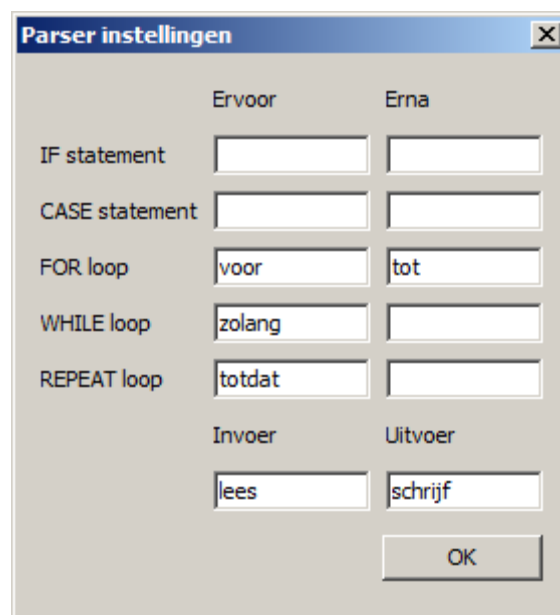 Parser instellingen
Ervoor Erna
IF statement
CASE statement
FOR loop voor tot
WHILE loop zolang
REPEAT loop totdat
Invoer Uitvoer
lees schrijf
OK